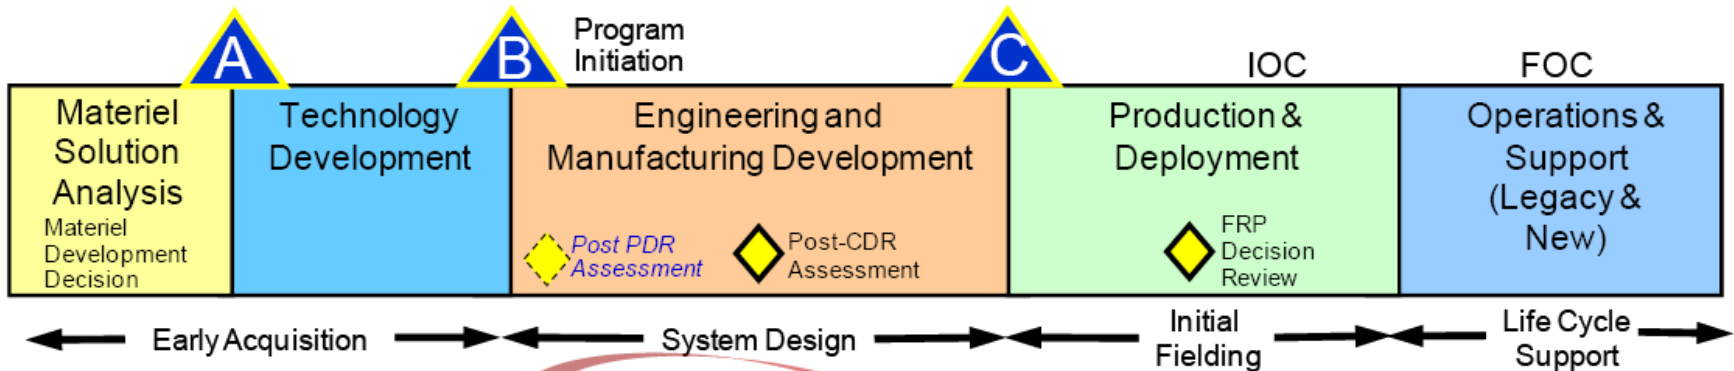 A
B
Program
Initiation
C
IOC
FOC
Materiel
Solution
Analysis
Materiel
Development
Decision
Technology
Development
Engineering and
Manufacturing Development
Post PDR
Assessment
Post-CDR
Assessment
Production &
Deployment
FRP
Decision
Review
Operations &
Support
(Legacy &
New)
Early Acquisition
System Design
Initial
Fielding
Life Cycle
Support